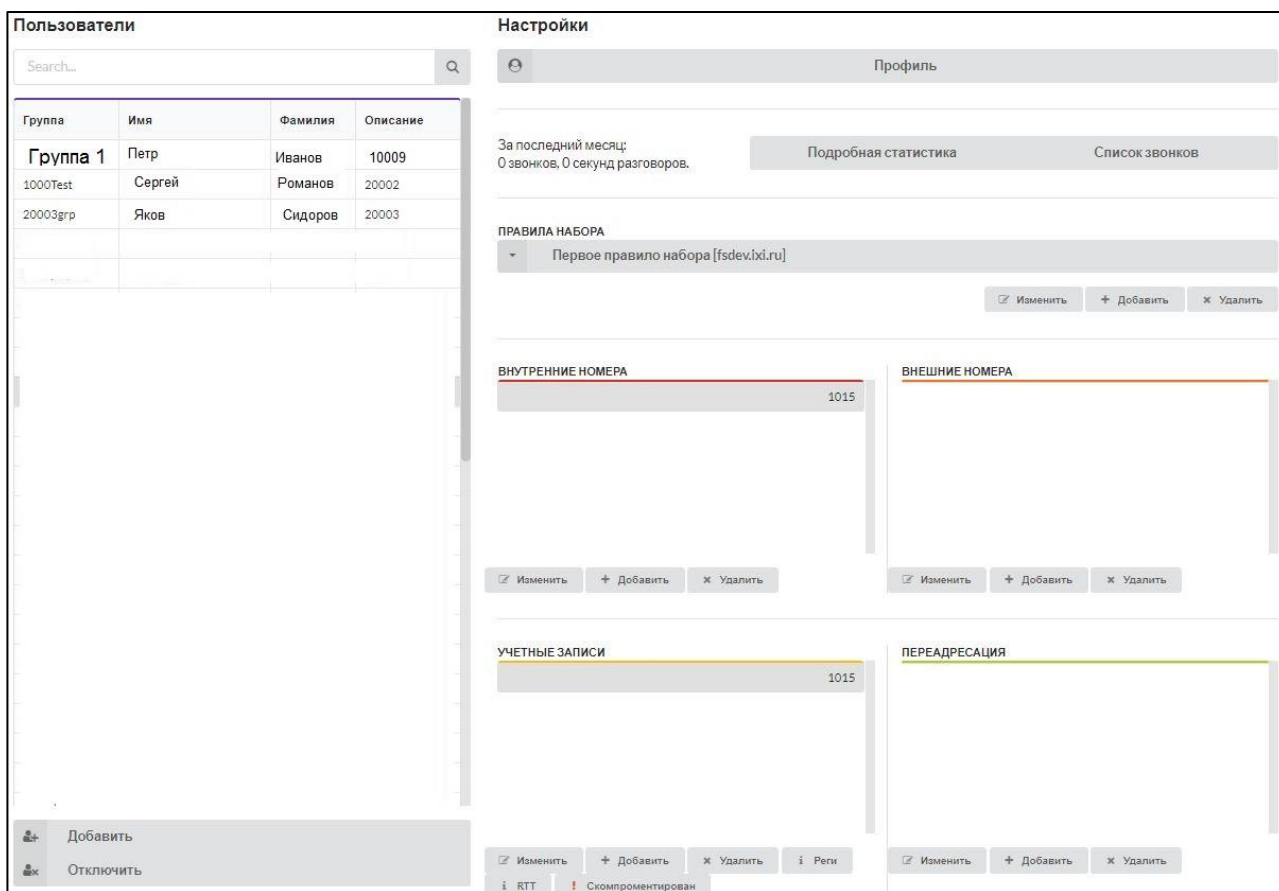 Пользователи
Search...
Группа Имя Фамилия Описание
Группа 1 Петр Иванов 10009
1000Test Сергей Романов 20002
20003grp Яков Сидоров 20003
Добавить
Отключить
Настройки
Профиль
За последний месяц:
0 звонков, 0 секунд разговоров.
Подробная статистика Список звонков
ПРАВИЛА НАБОРА
Первое правило набора [fsdev.ixi.ru]
Изменить + Добавить × Удалить
ВНУТРЕННИЕ НОМЕРА
1015
Изменить + Добавить × Удалить
ВНЕШНИЕ НОМЕРА
Изменить + Добавить × Удалить
УЧЕТНЫЕ ЗАПИСИ
1015
Изменить + Добавить × Удалить i Реги
i RTT ! Скомпроментирован
ПЕРЕАДРЕСАЦИЯ
Изменить + Добавить × Удалить